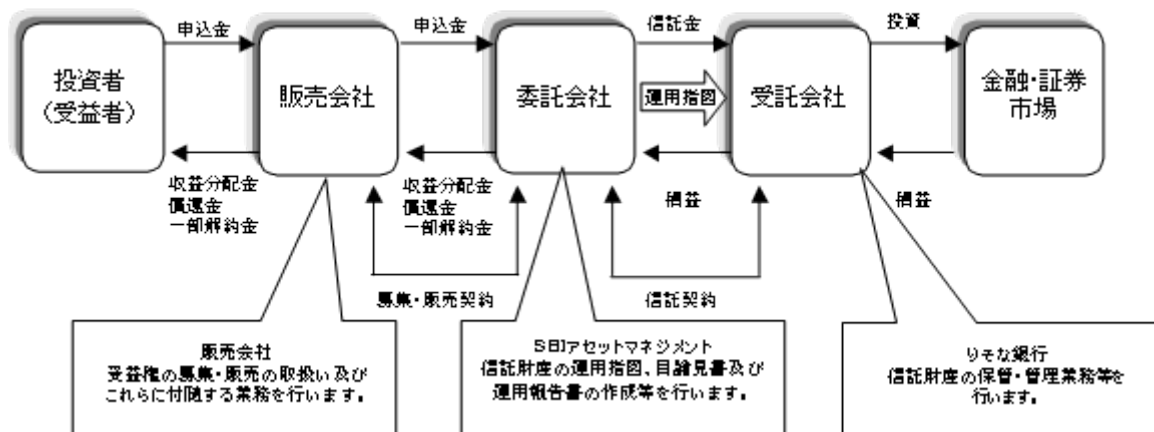 申込金
申込金
信託金
投資
投資者
（受益者）
販売会社
委託会社
運用指図
受託会社
金融・証券
市場
収益分配金
償還金
一部解約金
収益分配金
償還金
一部解約金
損益
損益
募集・販売契約
信託契約
販売会社
受益権の募集・販売の取扱い及び
これらに付随する業務を行います。
SBIアセットマネジメント
信託財産の運用指図、目論見書及び
運用報告書の作成等を行います。
りそな銀行
信託財産の保管・管理業務等を
行います。